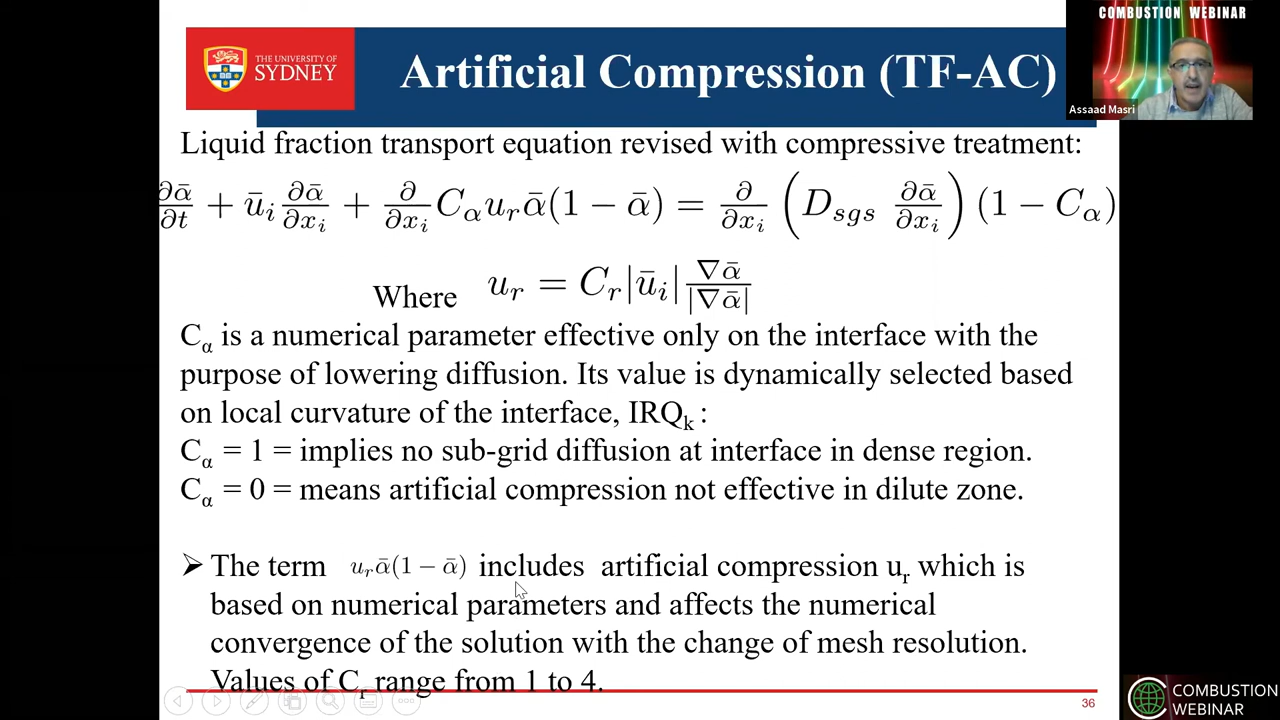 COMBUSTION WEBINAR
THE UNIVERSITY OF
SYDNEY
Artificial Compression (TF-AC)
Assaad Masri
Liquid fraction transport equation revised with compressive treatment:
∂ᾱ/∂t + ūᵢ ∂ᾱ/∂xᵢ + ∂/∂xᵢ C_α u_r ᾱ(1 − ᾱ) = ∂/∂xᵢ (D_sgs ∂ᾱ/∂xᵢ) (1 − C_α)
Where u_r = C_r|ūᵢ| ∇ᾱ/|∇ᾱ|
C_α is a numerical parameter effective only on the interface with the
purpose of lowering diffusion. Its value is dynamically selected based
on local curvature of the interface, IRQ_k :
C_α = 1 = implies no sub-grid diffusion at interface in dense region.
C_α = 0 = means artificial compression not effective in dilute zone.
➢ The term u_r ᾱ(1 − ᾱ) includes artificial compression u_r which is
based on numerical parameters and affects the numerical
convergence of the solution with the change of mesh resolution.
Values of C_r range from 1 to 4.
36
COMBUSTION
WEBINAR